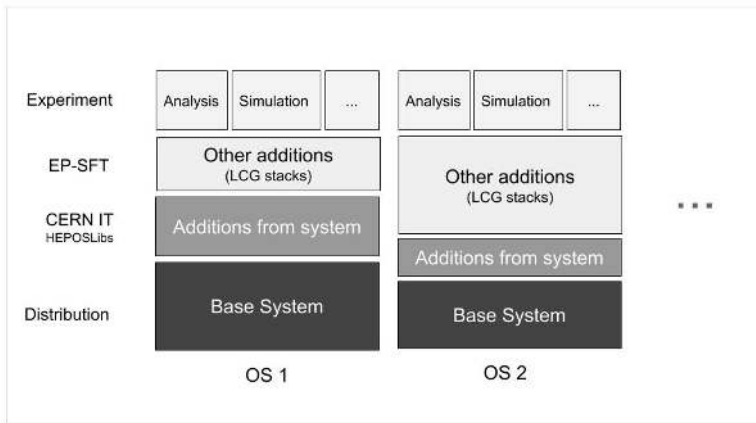 Experiment
Analysis
Simulation
...
Analysis
Simulation
...
EP-SFT
Other additions
(LCG stacks)
Other additions
(LCG stacks)
CERN IT
HEPOSLibs
Additions from system
Additions from system
Distribution
Base System
Base System
OS 1
OS 2
...